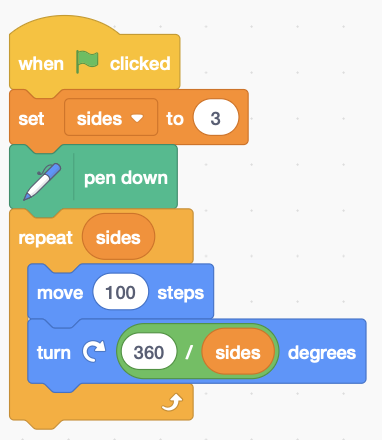 when clicked
set sides to 3
pen down
repeat sides
move 100 steps
turn 360 / sides degrees